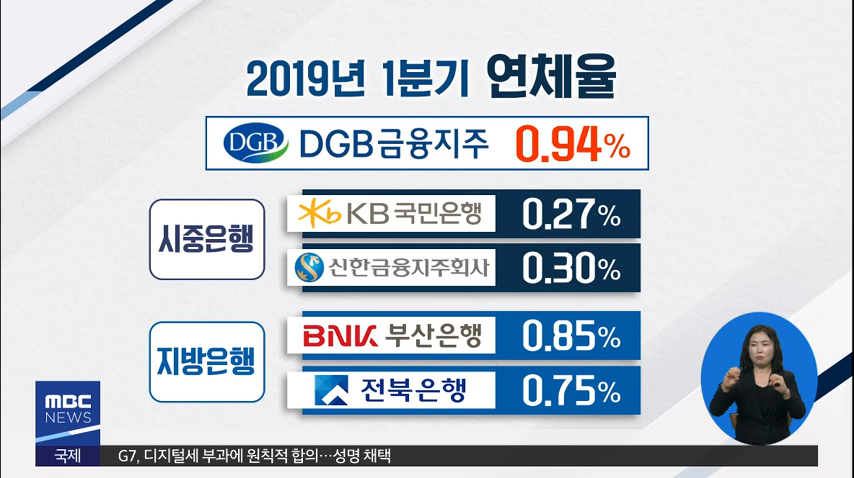 2019년 1분기 연체율
DGB DGB금융지주 0.94%
시중은행
Kb KB국민은행 0.27%
신한금융지주회사 0.30%
지방은행
BNK 부산은행 0.85%
전북은행 0.75%
MBC
NEWS
국제 G7, 디지털세 부과에 원칙적 합의…성명 채택